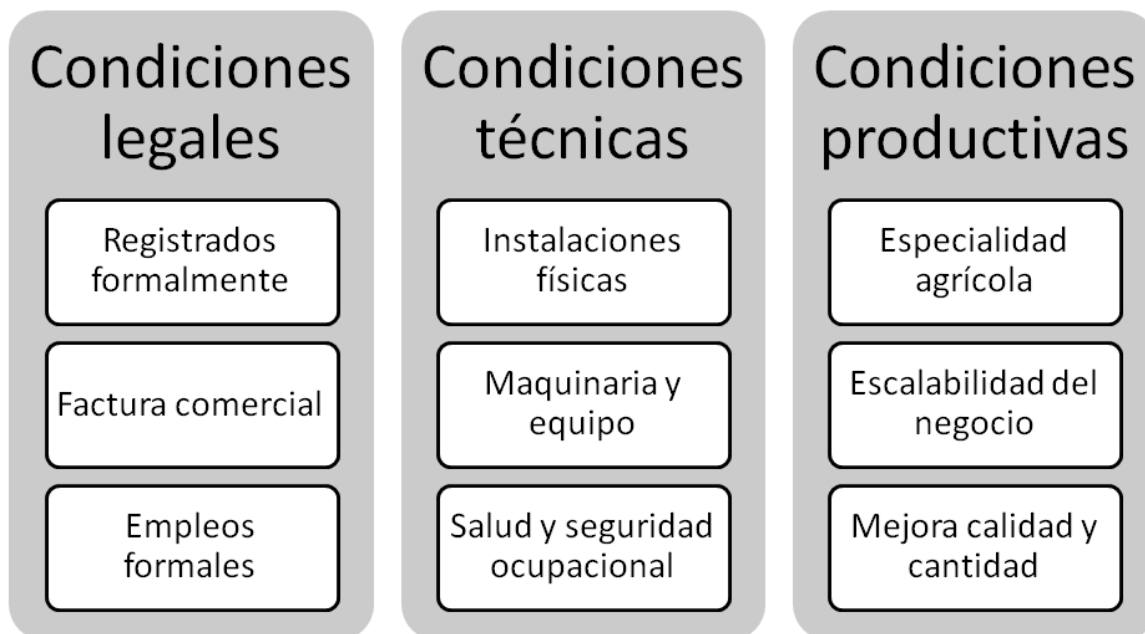 Condiciones
legales
Registrados
formalmente
Factura comercial
Empleos
formales
Condiciones
técnicas
Instalaciones
físicas
Maquinaria y
equipo
Salud y seguridad
ocupacional
Condiciones
productivas
Especialidad
agrícola
Escalabilidad del
negocio
Mejora calidad y
cantidad